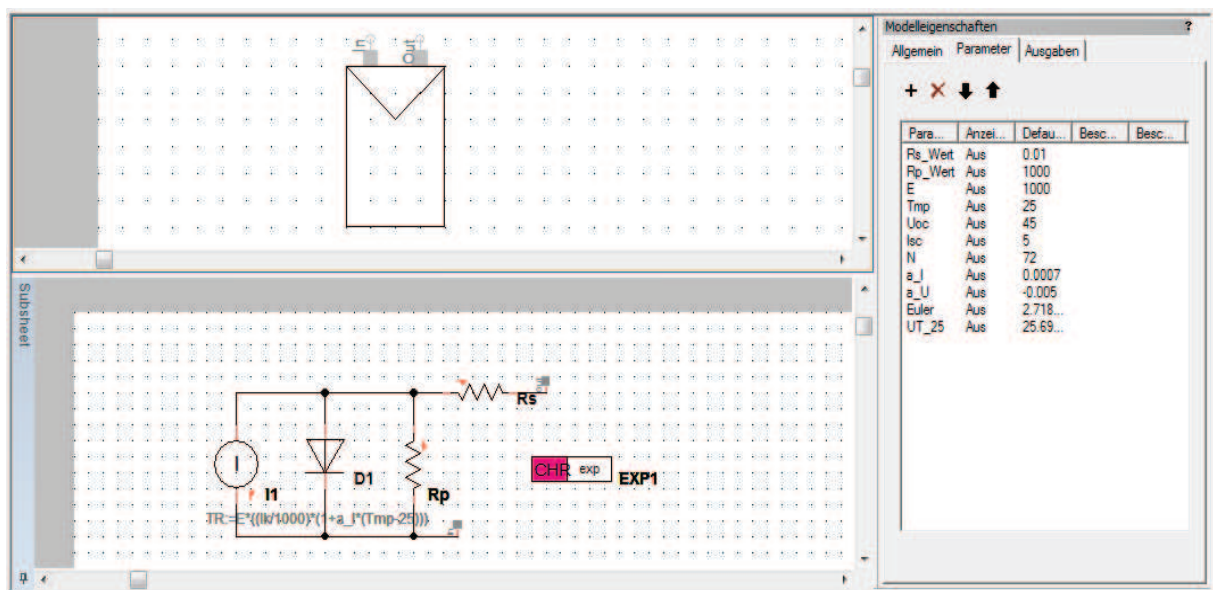 Modelleigenschaften ?
Allgemein Parameter Ausgaben
Para... Anzei... Defau... Besc... Besc...
Rs_Wert Aus 0.01
Rp_Wert Aus 1000
E Aus 1000
Tmp Aus 25
Uoc Aus 45
Isc Aus 5
N Aus 72
a_I Aus 0.0007
a_U Aus -0.005
Euler Aus 2.718...
UT_25 Aus 25.69...
In
Out
Subsheet
Rs
I
I1
D1
Rp
CHR exp EXP1
TR:=E*((Ik/1000)*(1+a_I*(Tmp-25)))